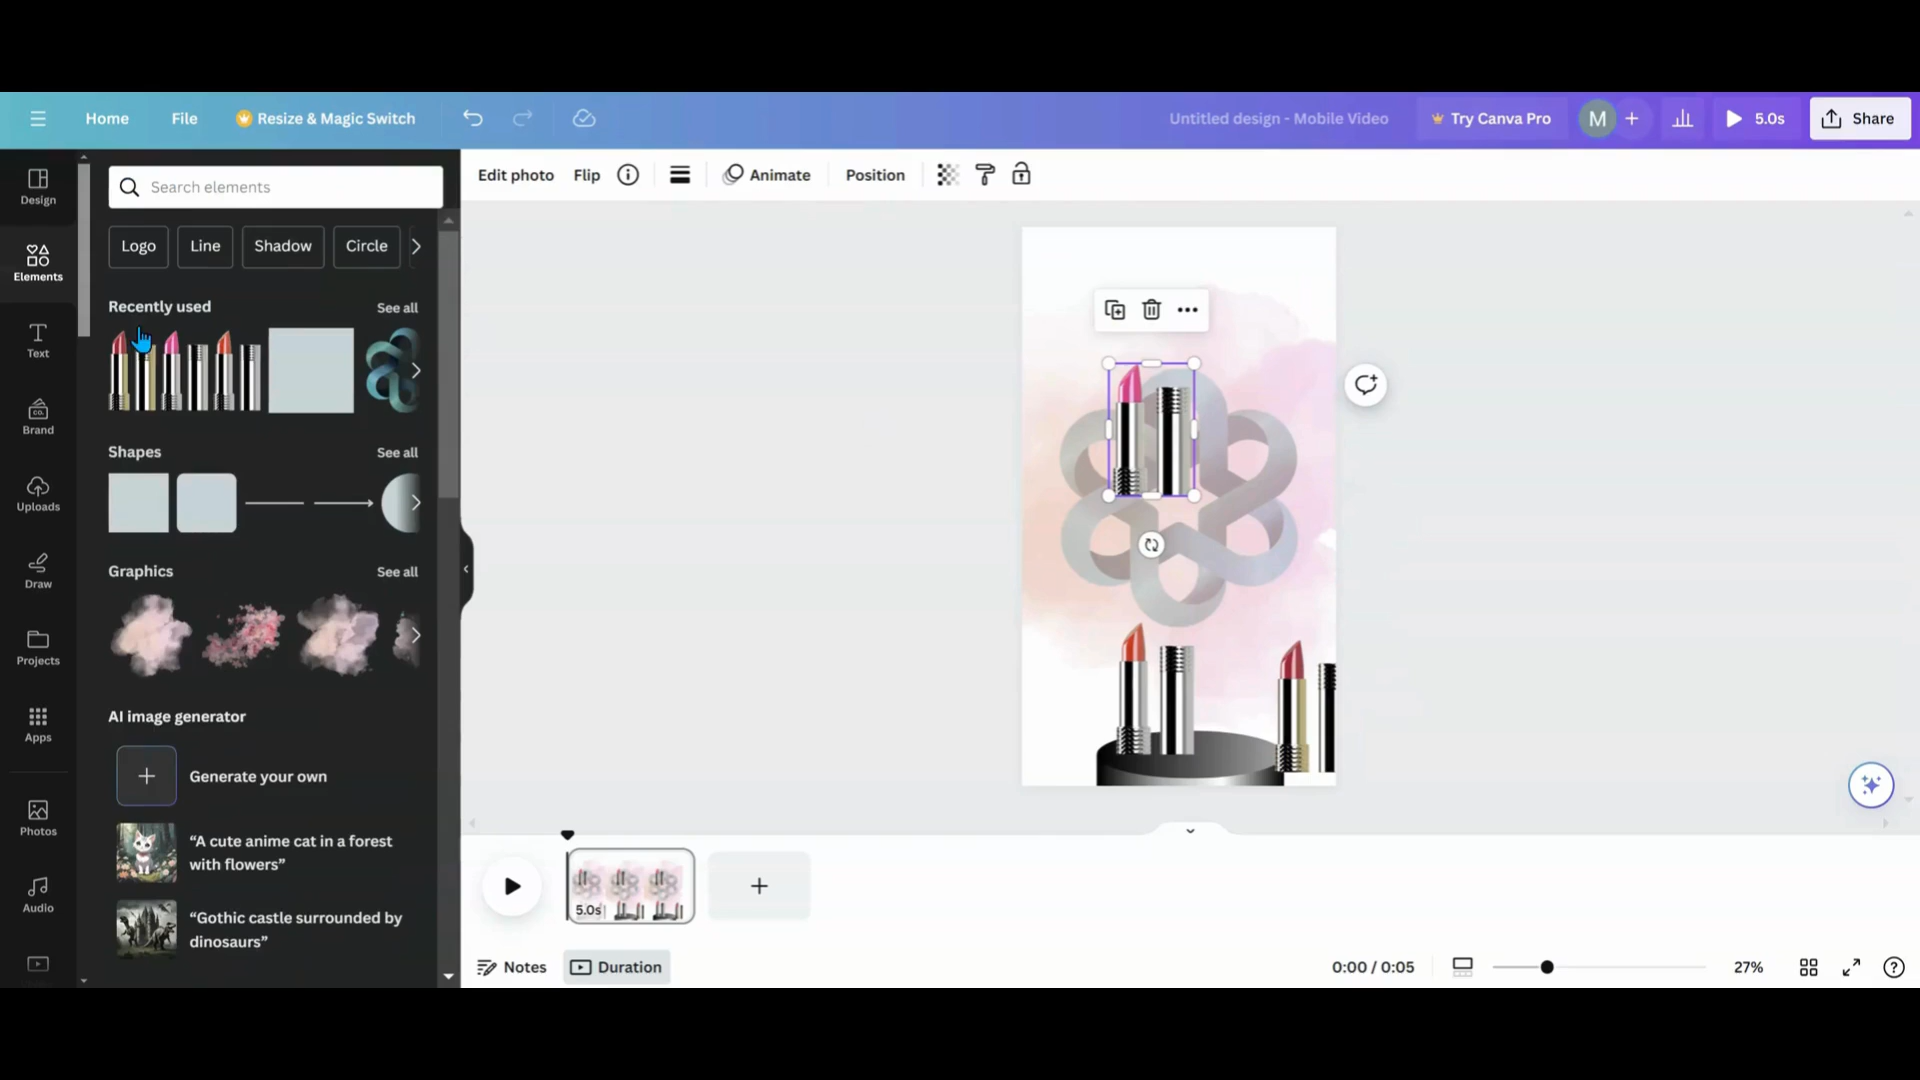 Home File Resize & Magic Switch Untitled design - Mobile Video Try Canva Pro M 5.0s Share
Design
Elements
Text
CO.
Brand
Uploads
Draw
Projects
Apps
Photos
Audio
Search elements
Logo Line Shadow Circle
Recently used See all
Shapes See all
Graphics See all
AI image generator
Generate your own
“A cute anime cat in a forest
with flowers”
“Gothic castle surrounded by
dinosaurs”
Edit photo Flip Animate Position
5.0s
Notes Duration 0:00 / 0:05 27%